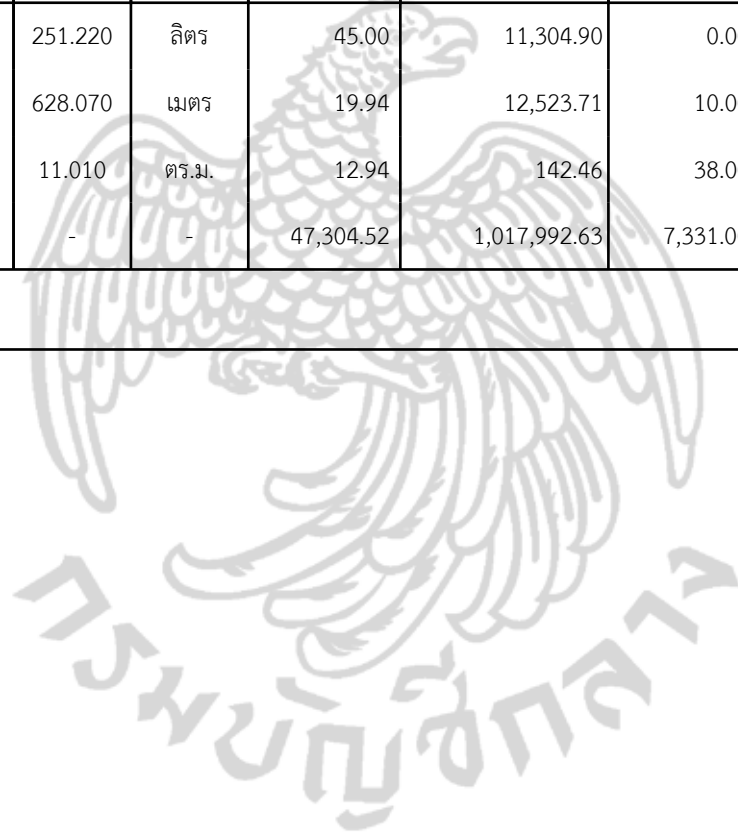 251.220 ลิตร 45.00 11,304.90 0.0
628.070 เมตร 19.94 12,523.71 10.0
11.010 ตร.ม. 12.94 142.46 38.0
- - 47,304.52 1,017,992.63 7,331.0
กรมบัญชีกลาง